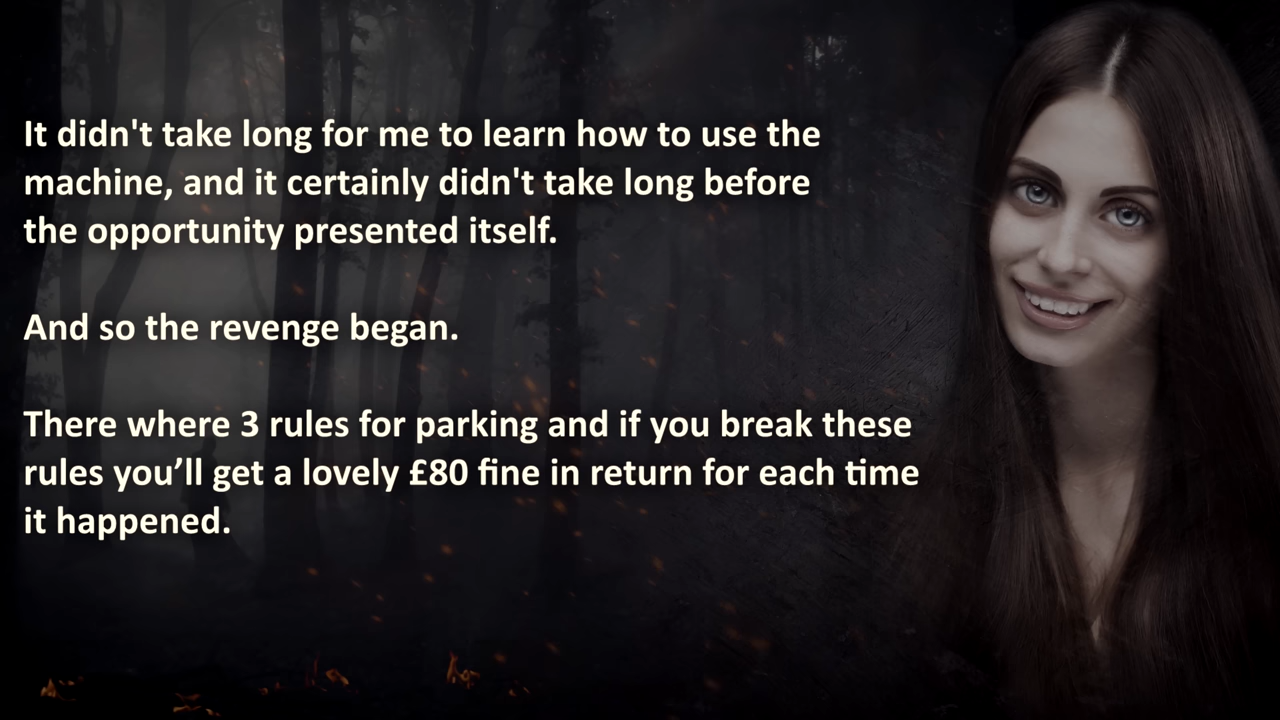 It didn't take long for me to learn how to use the
machine, and it certainly didn't take long before
the opportunity presented itself.
And so the revenge began.
There where 3 rules for parking and if you break these
rules you’ll get a lovely £80 fine in return for each time
it happened.